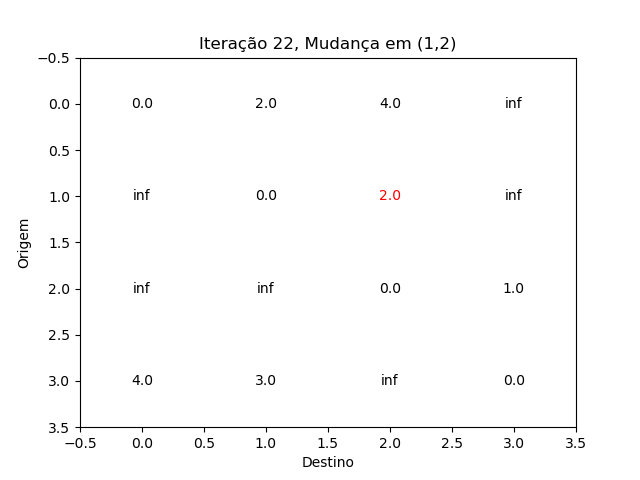 Iteração 22, Mudança em (1,2)
−0.5
0.0 0.0 2.0 4.0 inf
0.5
1.0 inf 0.0 2.0 inf
1.5
2.0 inf inf 0.0 1.0
2.5
3.0 4.0 3.0 inf 0.0
3.5
Origem
−0.5 0.0 0.5 1.0 1.5 2.0 2.5 3.0 3.5
Destino